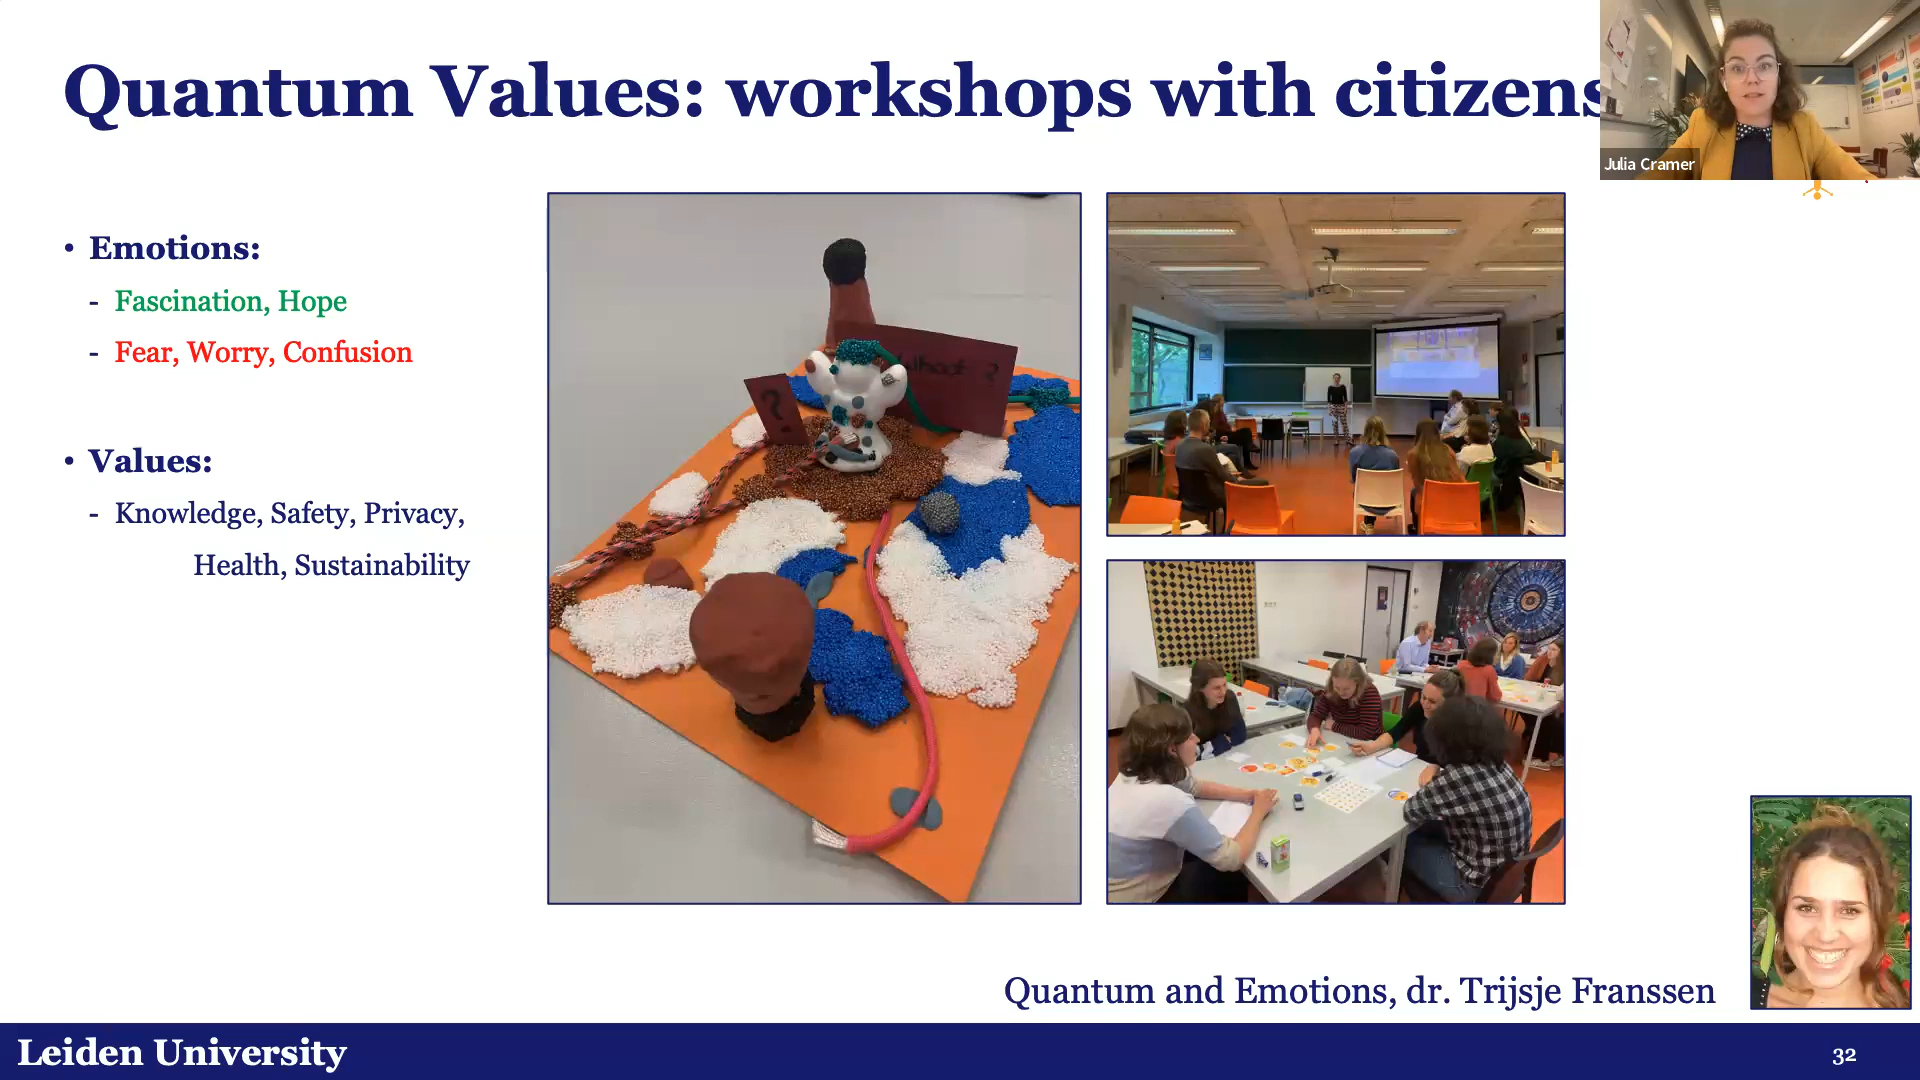 Quantum Values: workshops with citizens
Julia Cramer
• Emotions:
- Fascination, Hope
- Fear, Worry, Confusion
• Values:
- Knowledge, Safety, Privacy,
Health, Sustainability
?
?
Quantum and Emotions, dr. Trijsje Franssen
Leiden University
32